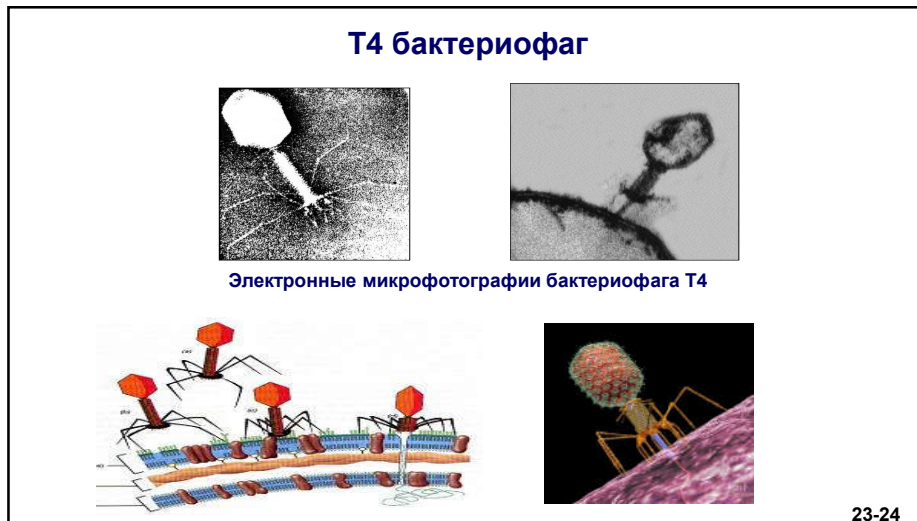 Т4 бактериофаг
Электронные микрофотографии бактериофага Т4
23-24